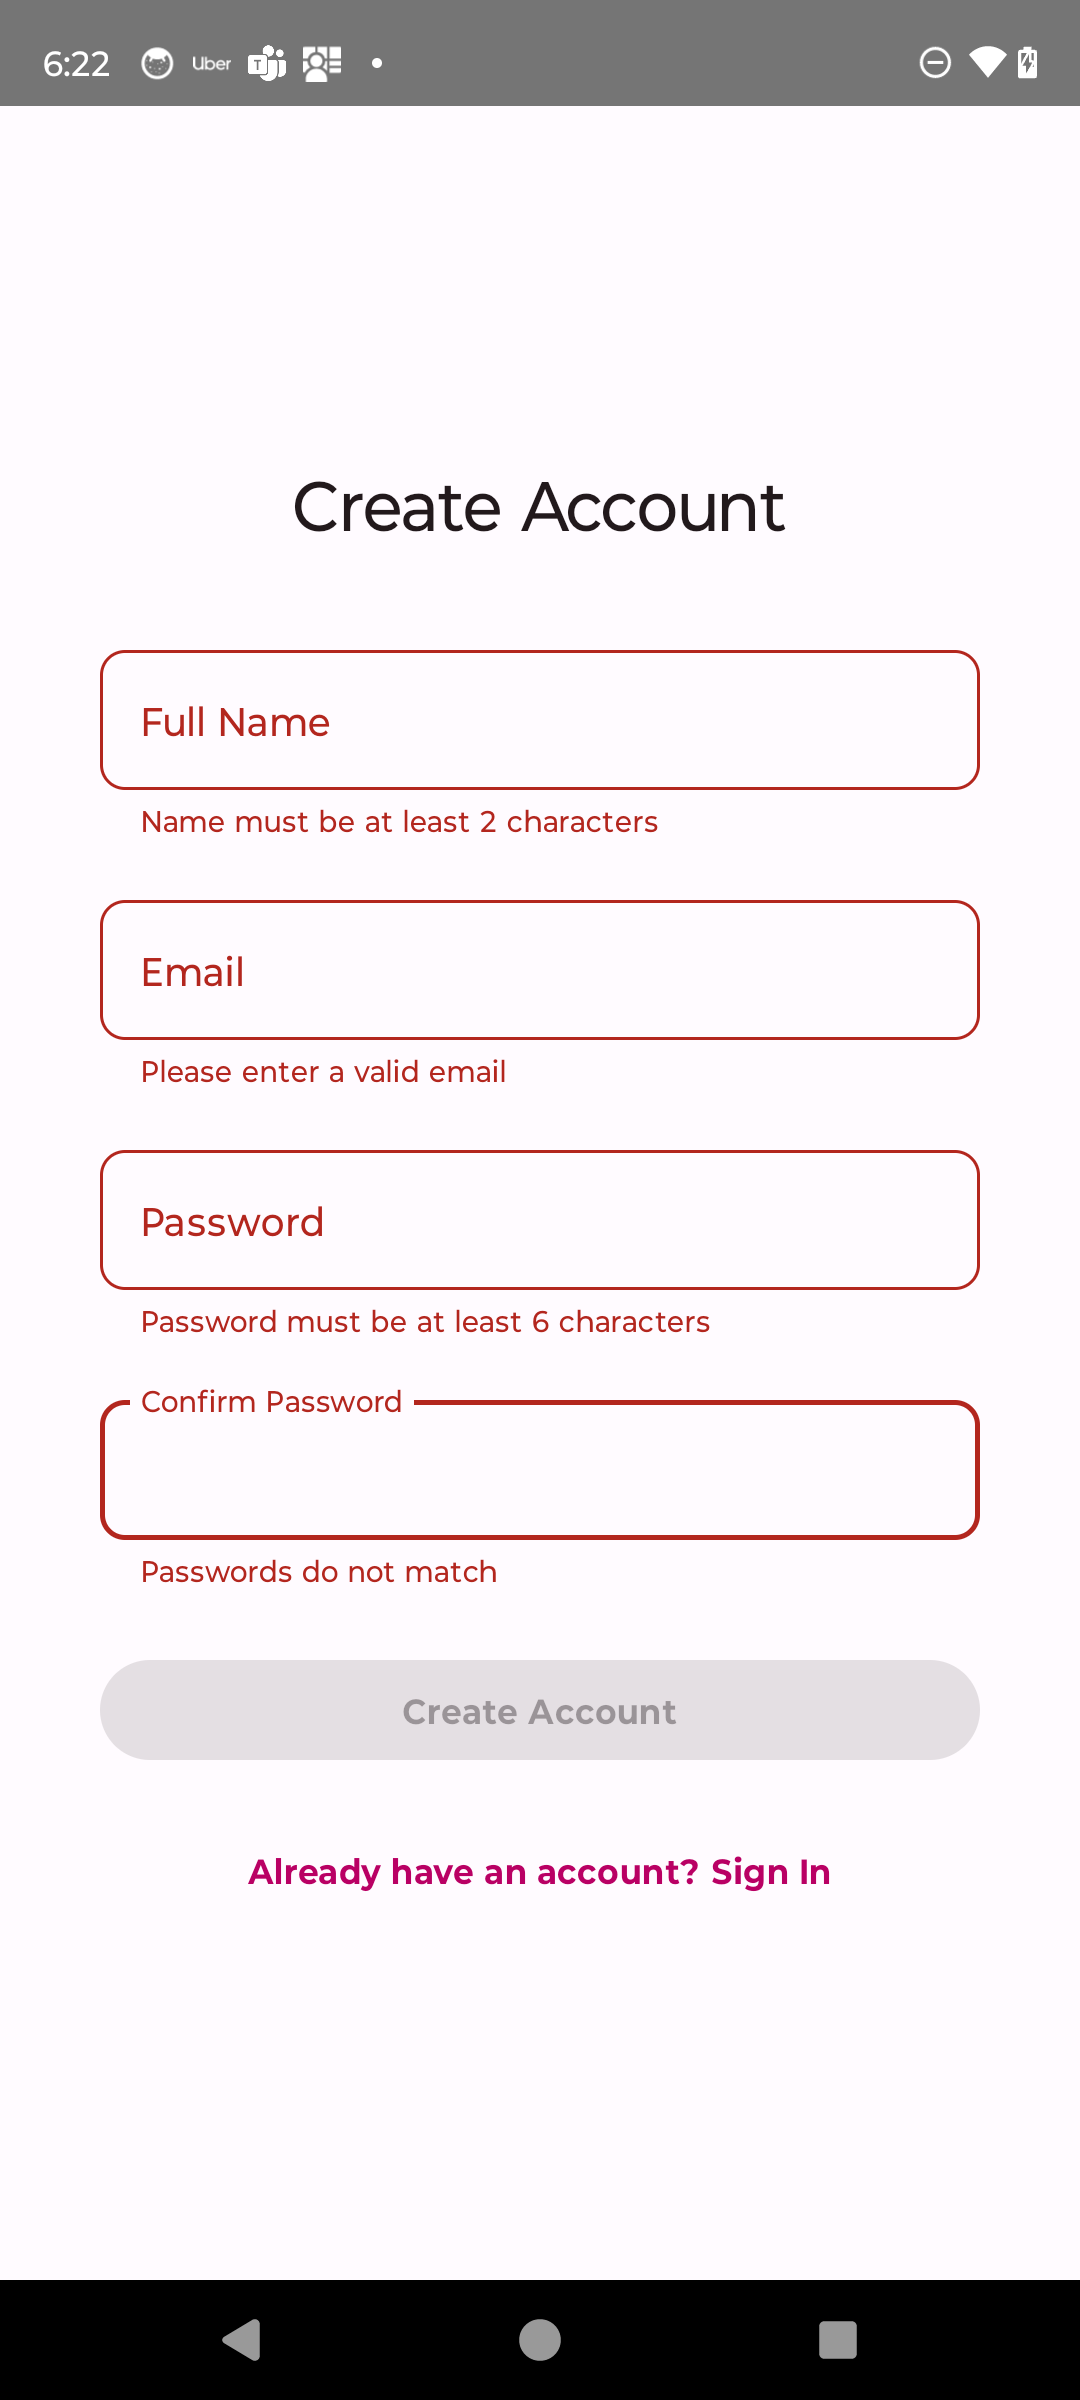 6:22 Uber
Create Account
Full Name
Name must be at least 2 characters
Email
Please enter a valid email
Password
Password must be at least 6 characters
Confirm Password
Passwords do not match
Create Account
Already have an account? Sign In